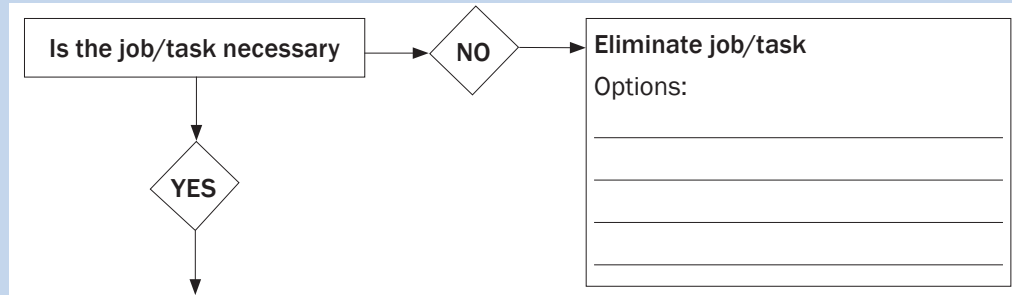 Is the job/task necessary
NO
Eliminate job/task
Options:
YES